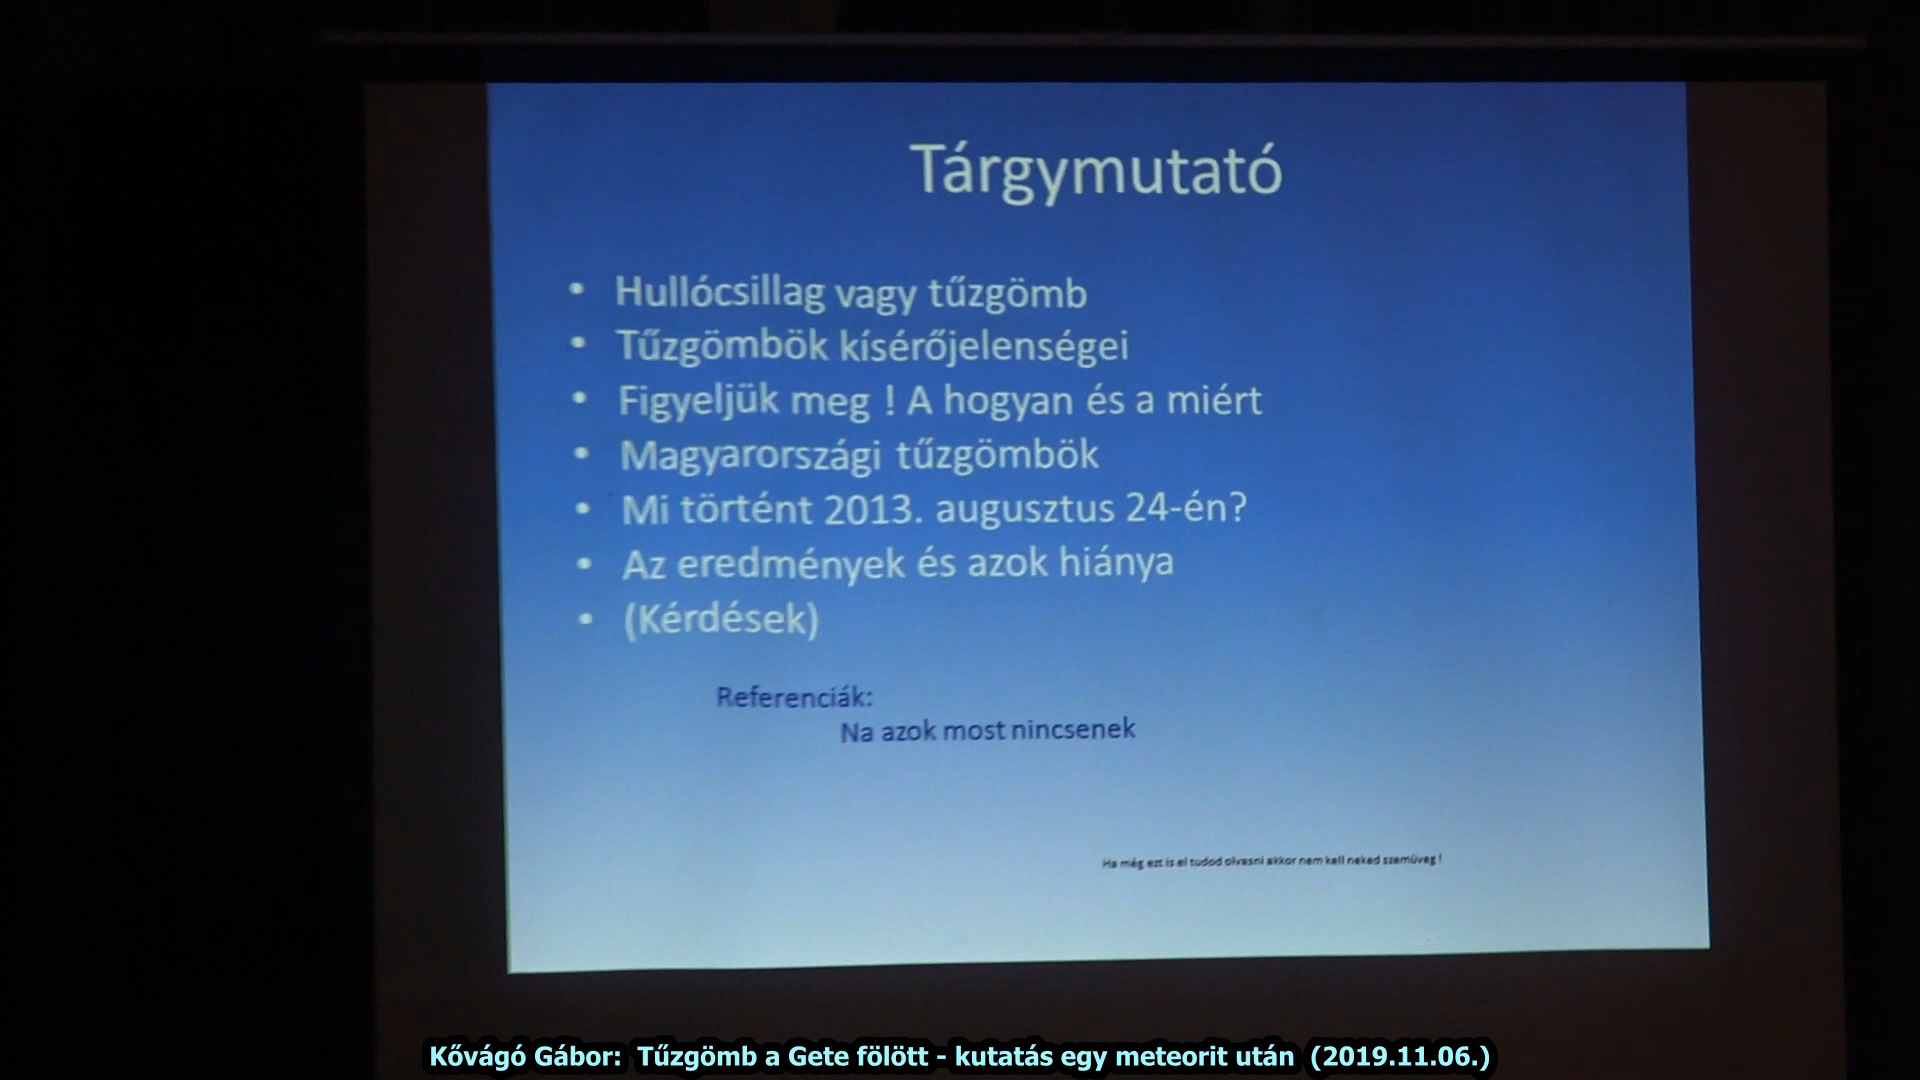 Tárgymutató
• Hullócsillag vagy tűzgömb
• Tűzgömbök kísérőjelenségei
• Figyeljük meg ! A hogyan és a miért
• Magyarországi tűzgömbök
• Mi történt 2013. augusztus 24-én?
• Az eredmények és azok hiánya
• (Kérdések)
Referenciák:
Na azok most nincsenek
Ha még ezt is el tudod olvasni akkor nem kell neked szemüveg !
Kővágó Gábor: Tűzgömb a Gete fölött - kutatás egy meteorit után (2019.11.06.)